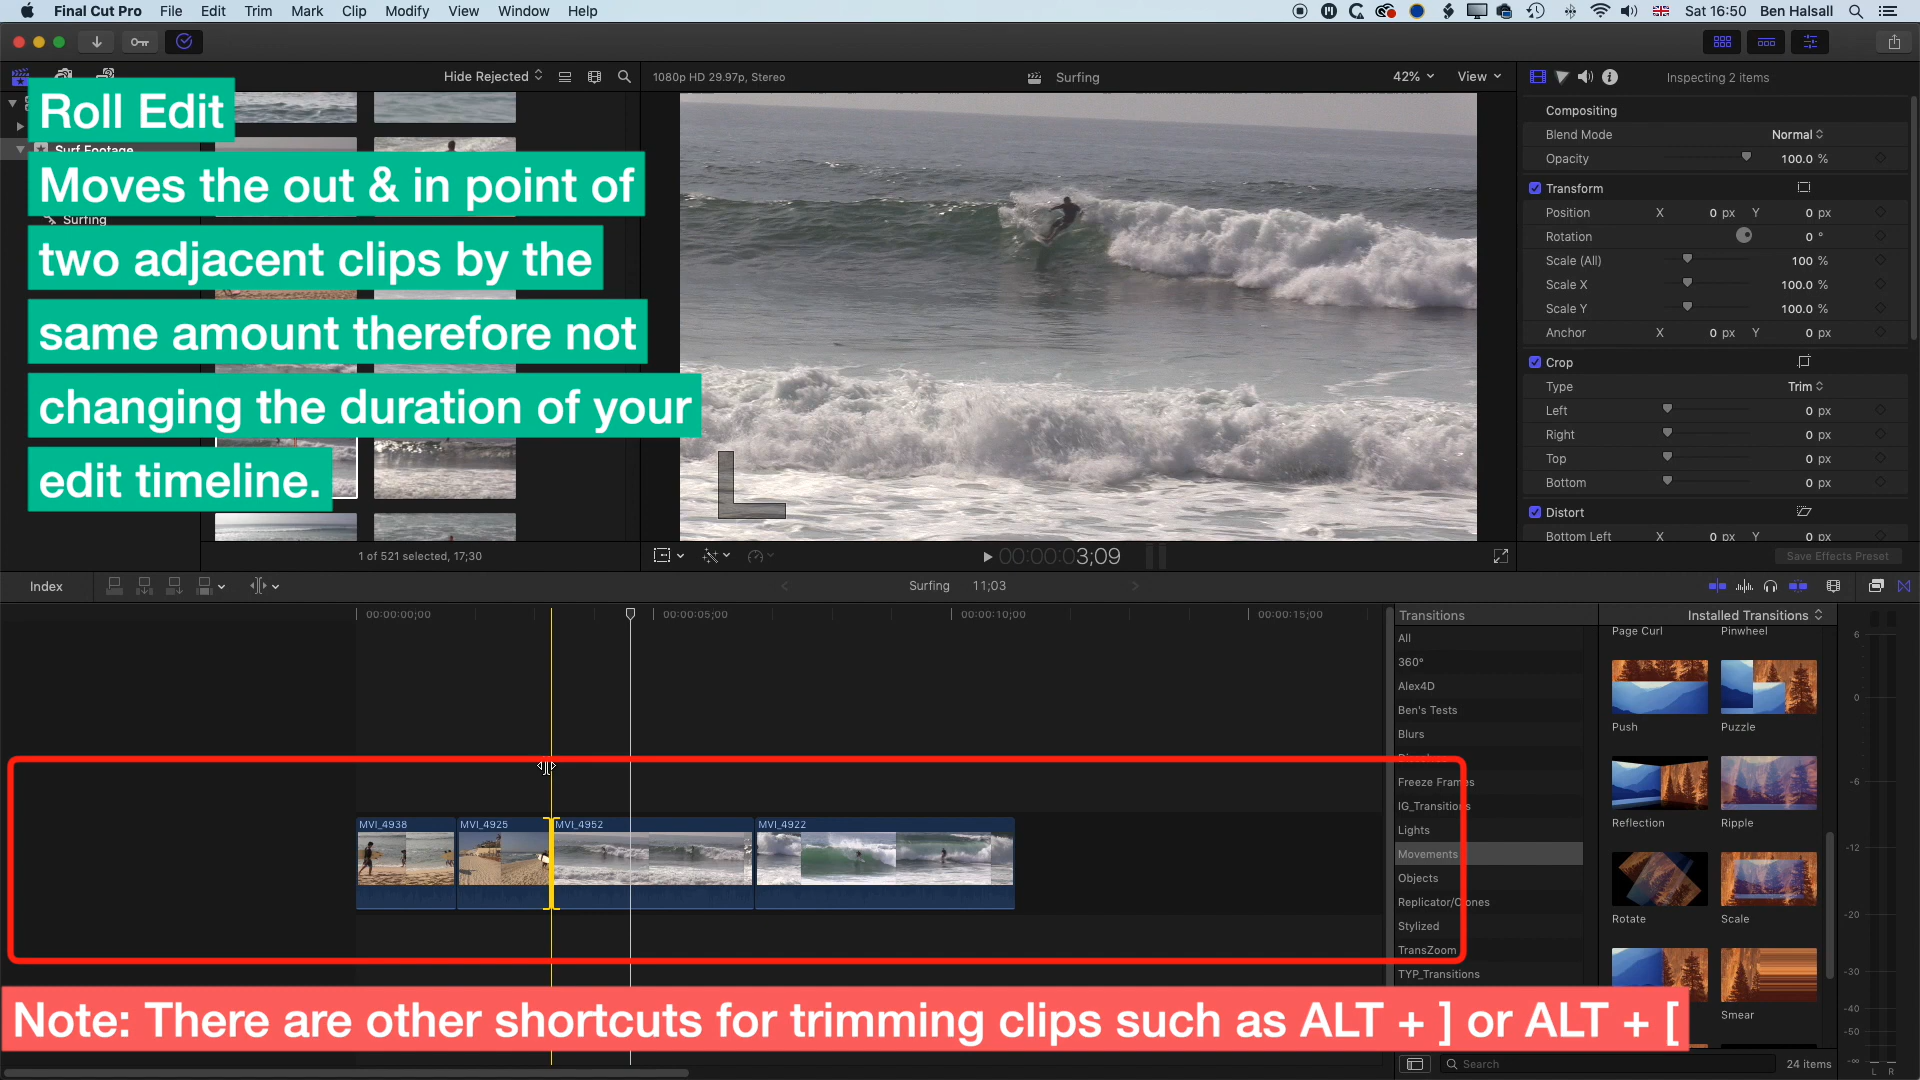 Final Cut Pro File Edit Trim Mark Clip Modify View Window Help Sat 16:50 Ben Halsall
Hide Rejected 1080p HD 29.97p, Stereo Surfing 42% View Inspecting 2 items
Roll Edit
Surf Footage
Moves the out & in point of
Surfing
two adjacent clips by the
same amount therefore not
changing the duration of your
edit timeline.
Compositing
Blend Mode Normal
Opacity 100.0 %
Transform
Position X 0 px Y 0 px
Rotation 0 °
Scale (All) 100 %
Scale X 100.0 %
Scale Y 100.0 %
Anchor X 0 px Y 0 px
Crop
Type Trim
Left 0 px
Right 0 px
Top 0 px
Bottom 0 px
Distort
Bottom Left X 0 px Y 0 px
1 of 521 selected, 17;30 00:00:03;09 Save Effects Preset
Index Surfing 11;03
00:00:00;00 00:00:05;00 00:00:10;00 00:00:15;00
MVI_4938 MVI_4925 MVI_4952 MVI_4922
Transitions Installed Transitions
All
360°
Alex4D
Ben's Tests
Blurs
Freeze Frames
IG_Transitions
Lights
Movements
Objects
Replicator/Clones
Stylized
TransZoom
TYP_Transitions
Page Curl Pinwheel
Push Puzzle
Reflection Ripple
Rotate Scale
Smear
6
0
-6
-12
-20
-30
-40
-50
-∞
L R
Note: There are other shortcuts for trimming clips such as ALT + ] or ALT + [
Search 24 items